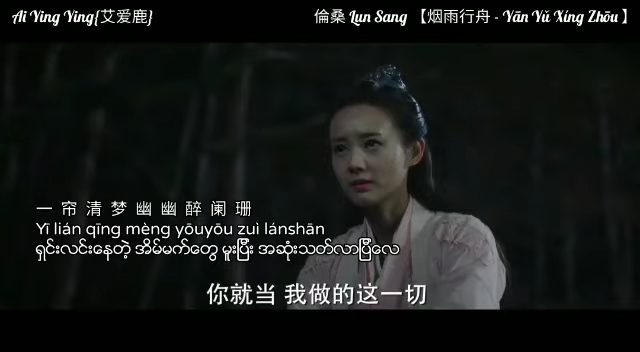 Ai Ying Ying{艾爱鹿}
倫桑 Lun Sang 【烟雨行舟 - Yān Yǔ Xíng Zhōu】
一帘清梦幽幽醉阑珊
Yī lián qīng mèng yōuyōu zuì lánshān
ရှင်းလင်းနေတဲ့ အိမ်မက်တွေ မူးပြီး အဆုံးသတ်လာပြီလေ
你就当 我做的这一切